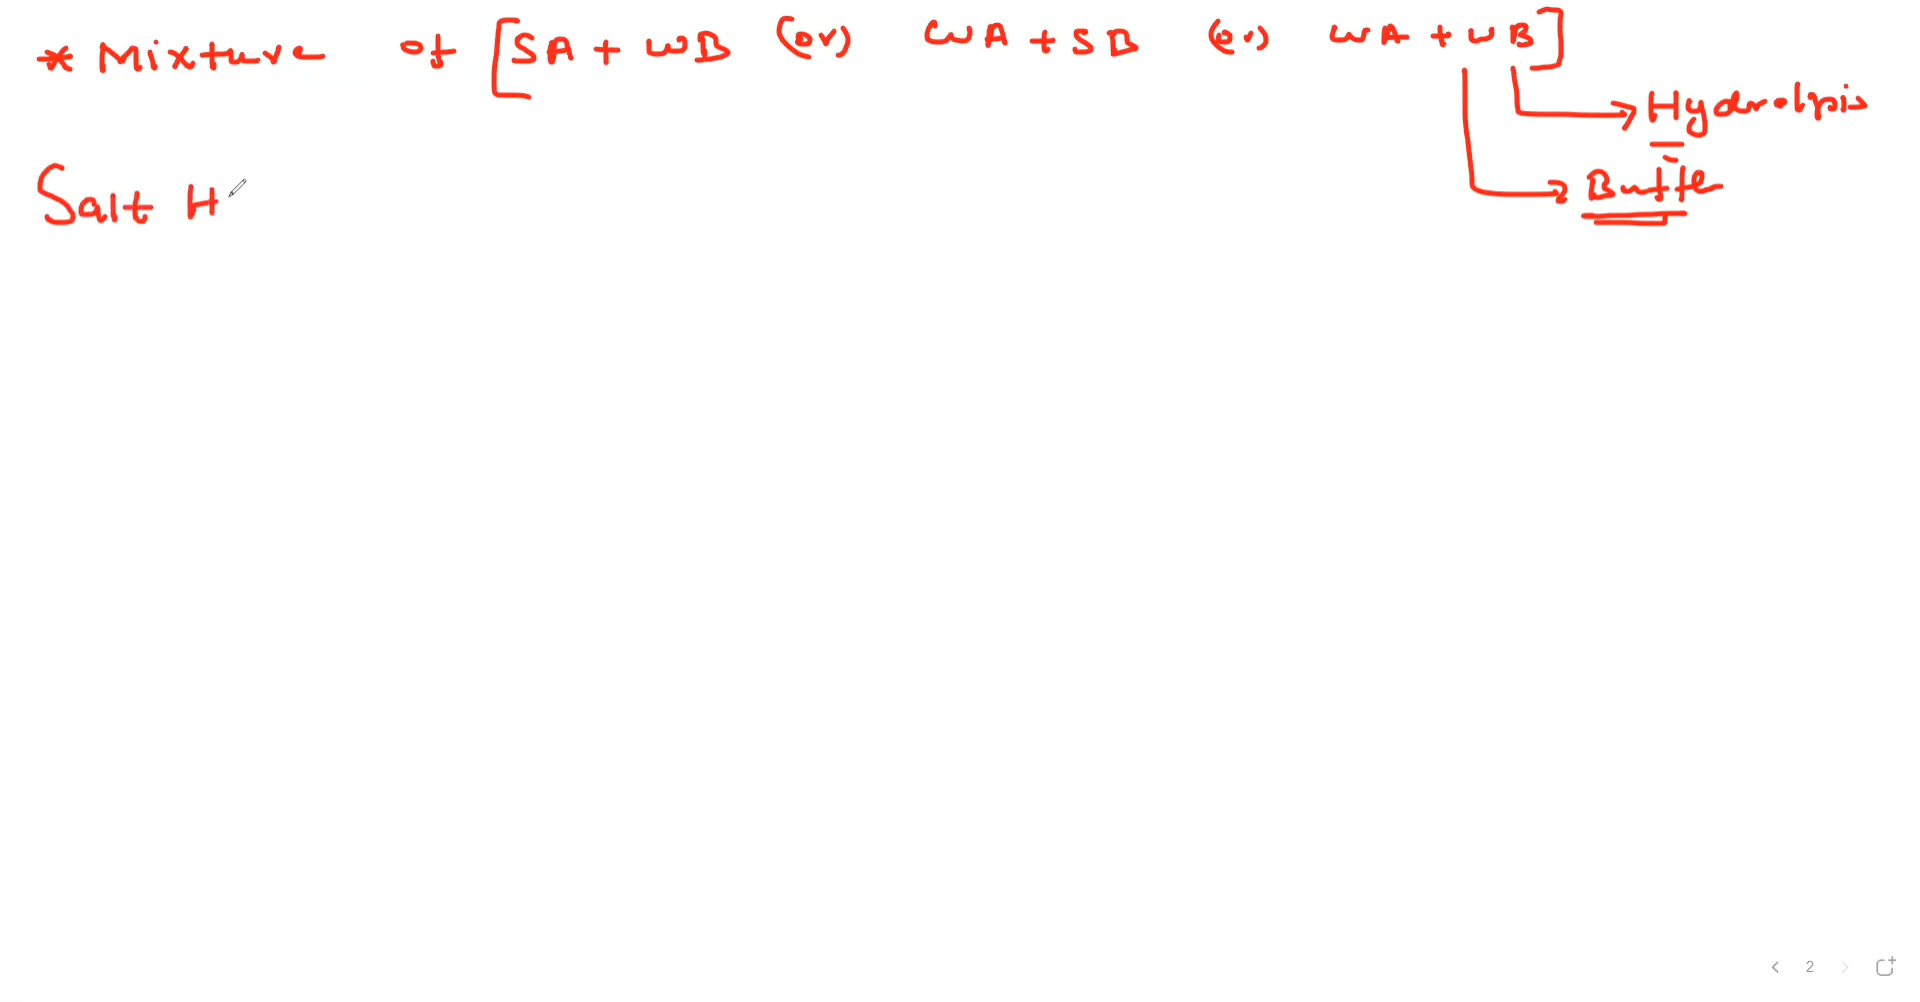 * Mixture of [SA + WB (or) WA + SB (or) WA + WB]
Hydrolysis
Buffer
Salt H
2